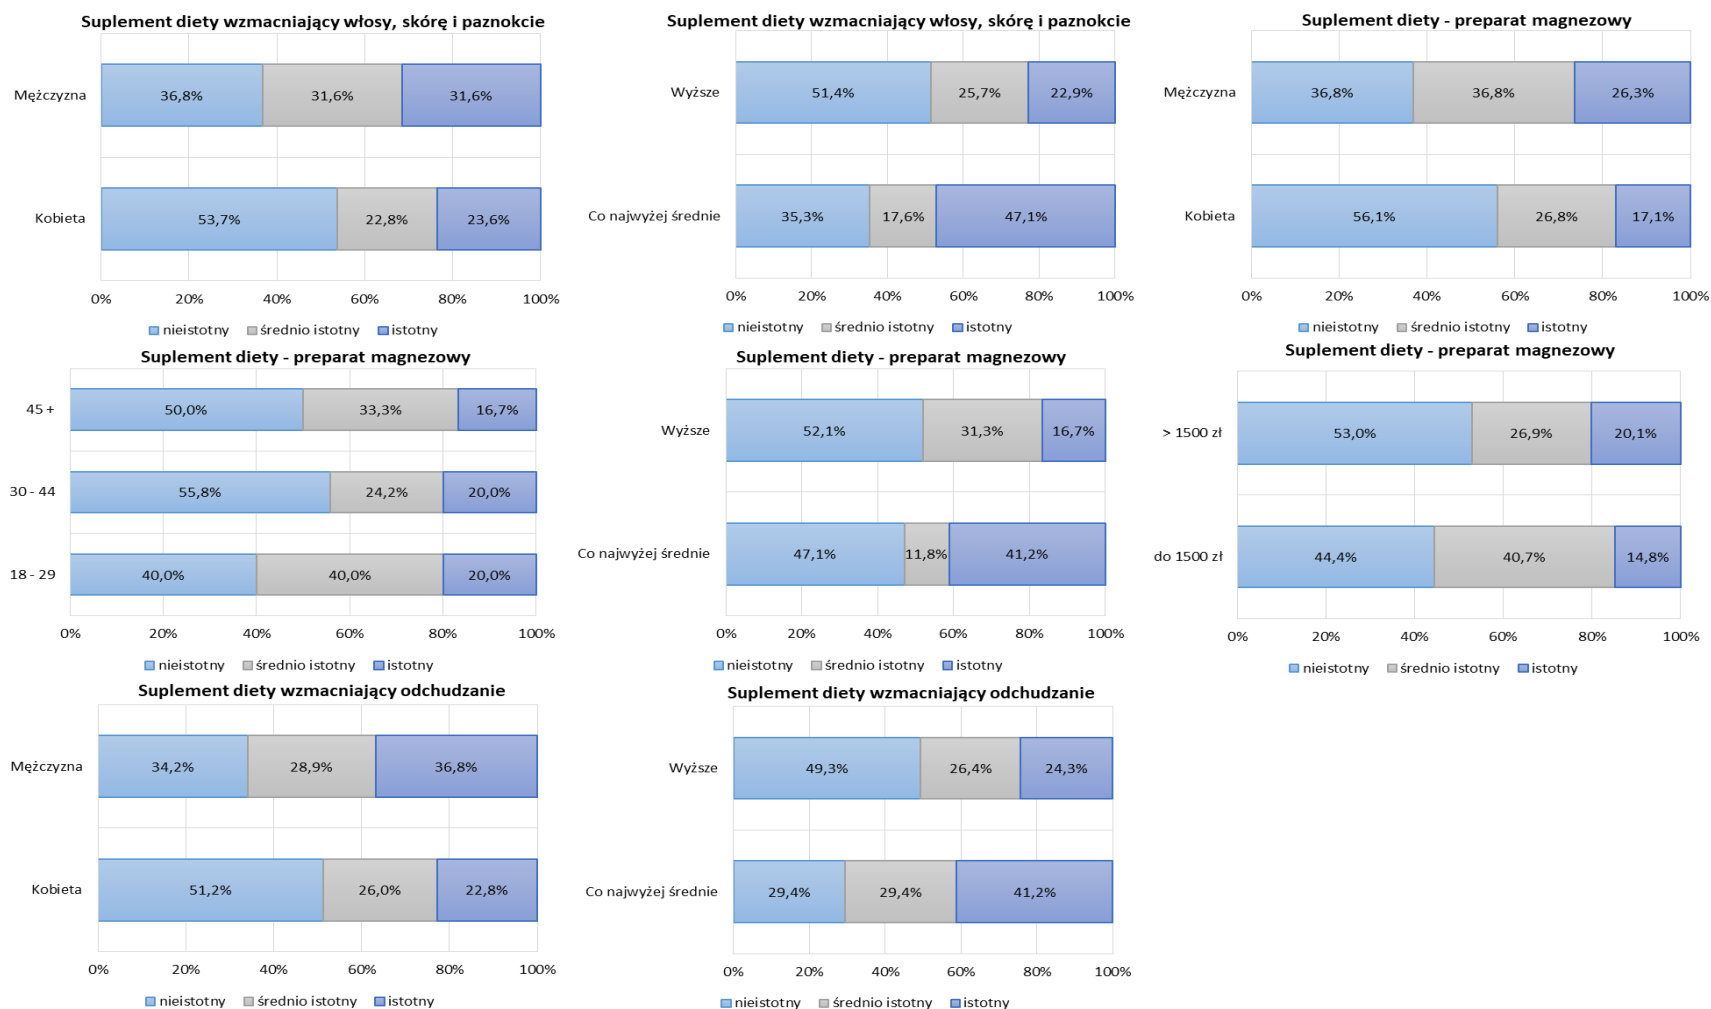 Suplement diety wzmacniający włosy, skórę i paznokcie
Mężczyzna
36,8% 31,6% 31,6%
Kobieta
53,7% 22,8% 23,6%
0% 20% 40% 60% 80% 100%
nieistotny średnio istotny istotny
Suplement diety wzmacniający włosy, skórę i paznokcie
Wyższe
51,4% 25,7% 22,9%
Co najwyżej średnie
35,3% 17,6% 47,1%
0% 20% 40% 60% 80% 100%
nieistotny średnio istotny istotny
Suplement diety - preparat magnezowy
Mężczyzna
36,8% 36,8% 26,3%
Kobieta
56,1% 26,8% 17,1%
0% 20% 40% 60% 80% 100%
nieistotny średnio istotny istotny
Suplement diety - preparat magnezowy
45 +
50,0% 33,3% 16,7%
30 - 44
55,8% 24,2% 20,0%
18 - 29
40,0% 40,0% 20,0%
0% 20% 40% 60% 80% 100%
nieistotny średnio istotny istotny
Suplement diety - preparat magnezowy
Wyższe
52,1% 31,3% 16,7%
Co najwyżej średnie
47,1% 11,8% 41,2%
0% 20% 40% 60% 80% 100%
nieistotny średnio istotny istotny
Suplement diety - preparat magnezowy
> 1500 zł
53,0% 26,9% 20,1%
do 1500 zł
44,4% 40,7% 14,8%
0% 20% 40% 60% 80% 100%
nieistotny średnio istotny istotny
Suplement diety wzmacniający odchudzanie
Mężczyzna
34,2% 28,9% 36,8%
Kobieta
51,2% 26,0% 22,8%
0% 20% 40% 60% 80% 100%
nieistotny średnio istotny istotny
Suplement diety wzmacniający odchudzanie
Wyższe
49,3% 26,4% 24,3%
Co najwyżej średnie
29,4% 29,4% 41,2%
0% 20% 40% 60% 80% 100%
nieistotny średnio istotny istotny